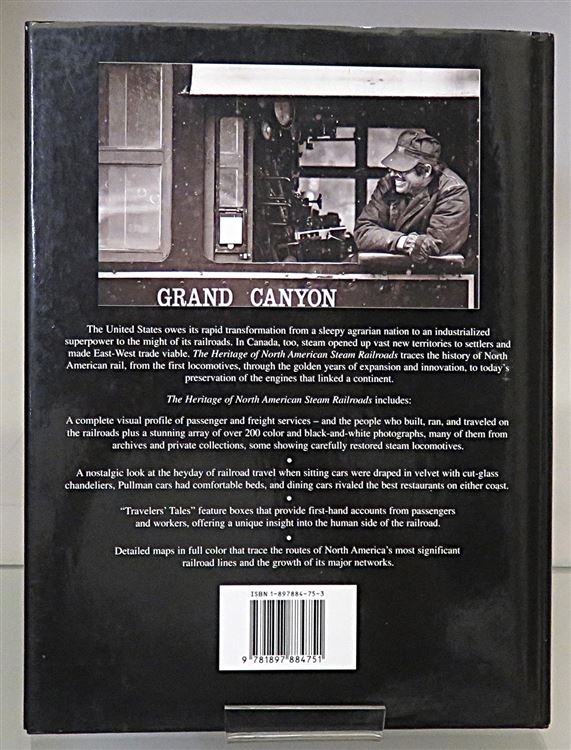 GRAND CANYON
The United States owes its rapid transformation from a sleepy agrarian nation to an industrialized
superpower to the might of its railroads. In Canada, too, steam opened up vast new territories to settlers and
made East-West trade viable. The Heritage of North American Steam Railroads traces the history of North
American rail, from the first locomotives, through the golden years of expansion and innovation, to today's
preservation of the engines that linked a continent.
The Heritage of North American Steam Railroads includes:
A complete visual profile of passenger and freight services – and the people who built, ran, and traveled on
the railroads plus a stunning array of over 200 color and black-and-white photographs, many of them from
archives and private collections, some showing carefully restored steam locomotives.
•
A nostalgic look at the heyday of railroad travel when sitting cars were draped in velvet with cut-glass
chandeliers, Pullman cars had comfortable beds, and dining cars rivaled the best restaurants on either coast.
•
“Travelers’ Tales” feature boxes that provide first-hand accounts from passengers
and workers, offering a unique insight into the human side of the railroad.
•
Detailed maps in full color that trace the routes of North America’s most significant
railroad lines and the growth of its major networks.
ISBN 1-897884-75-3
9 781897 884751